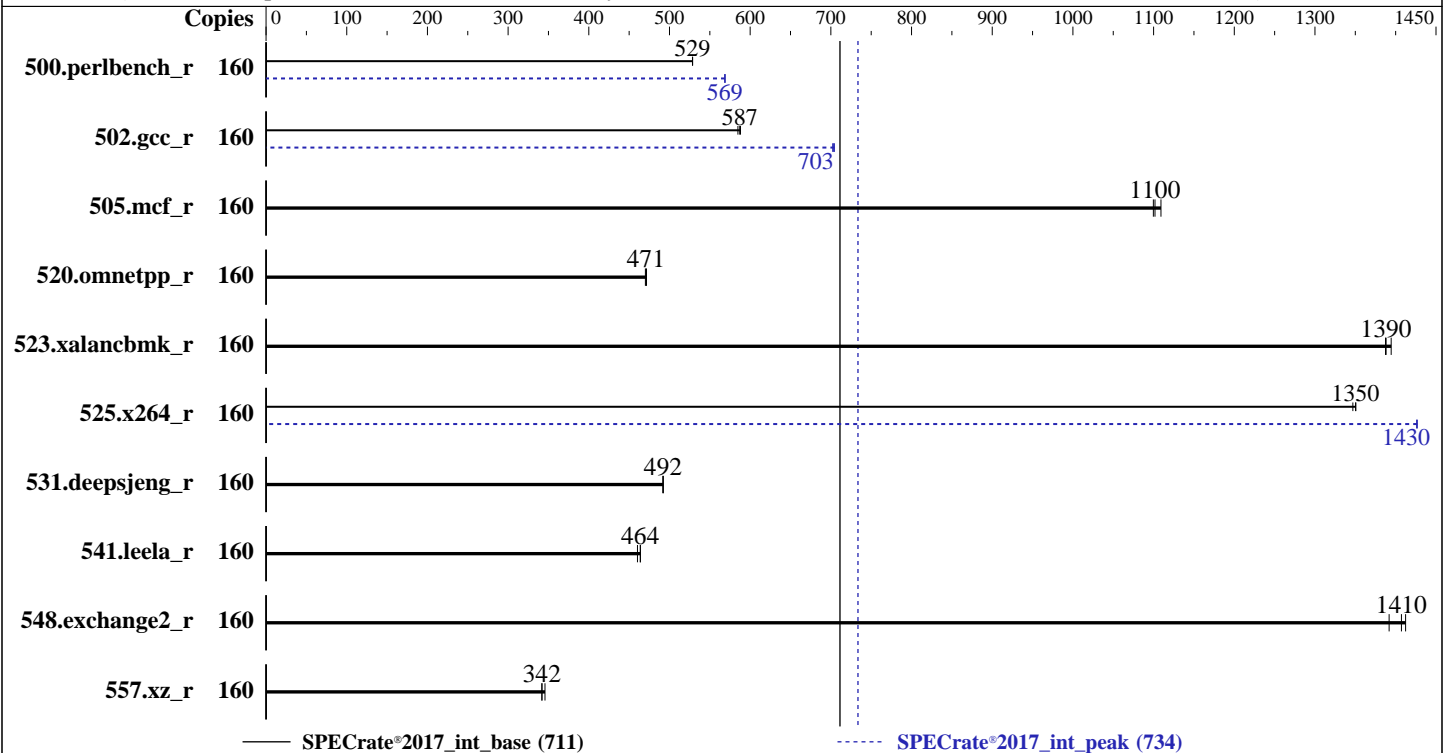 Copies 0 100 200 300 400 500 600 700 800 900 1000 1100 1200 1300 1450
529
500.perlbench_r 160
569
587
502.gcc_r 160
703
1100
505.mcf_r 160
471
520.omnetpp_r 160
1390
523.xalancbmk_r 160
1350
525.x264_r 160
1430
492
531.deepsjeng_r 160
464
541.leela_r 160
1410
548.exchange2_r 160
342
557.xz_r 160
SPECrate®2017_int_base (711) SPECrate®2017_int_peak (734)